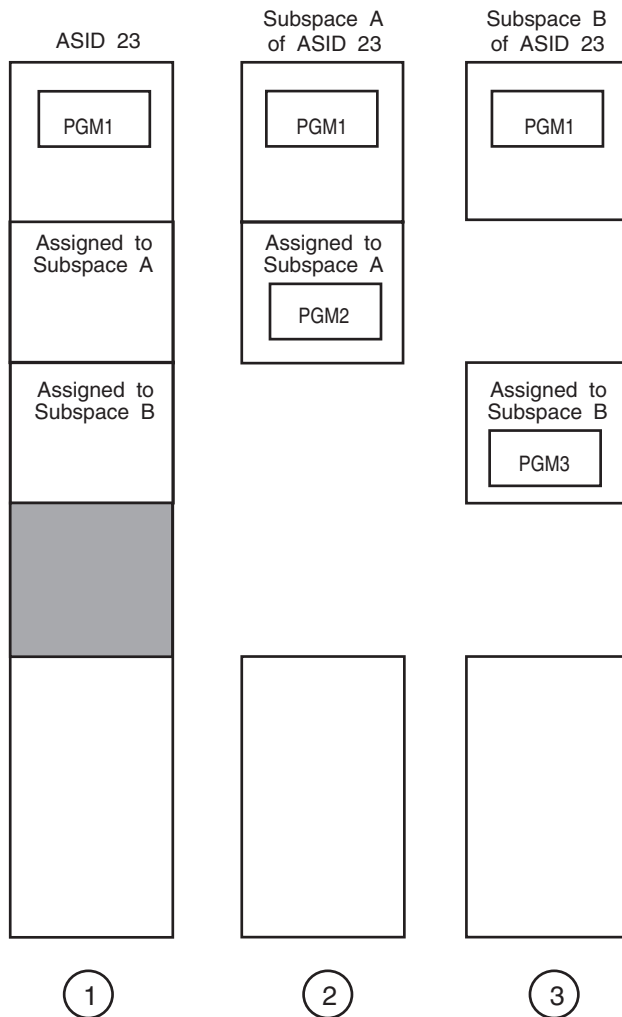 ASID 23
PGM1
Assigned to
Subspace A
Assigned to
Subspace B
1
Subspace A
of ASID 23
PGM1
Assigned to
Subspace A
PGM2
2
Subspace B
of ASID 23
PGM1
Assigned to
Subspace B
PGM3
3